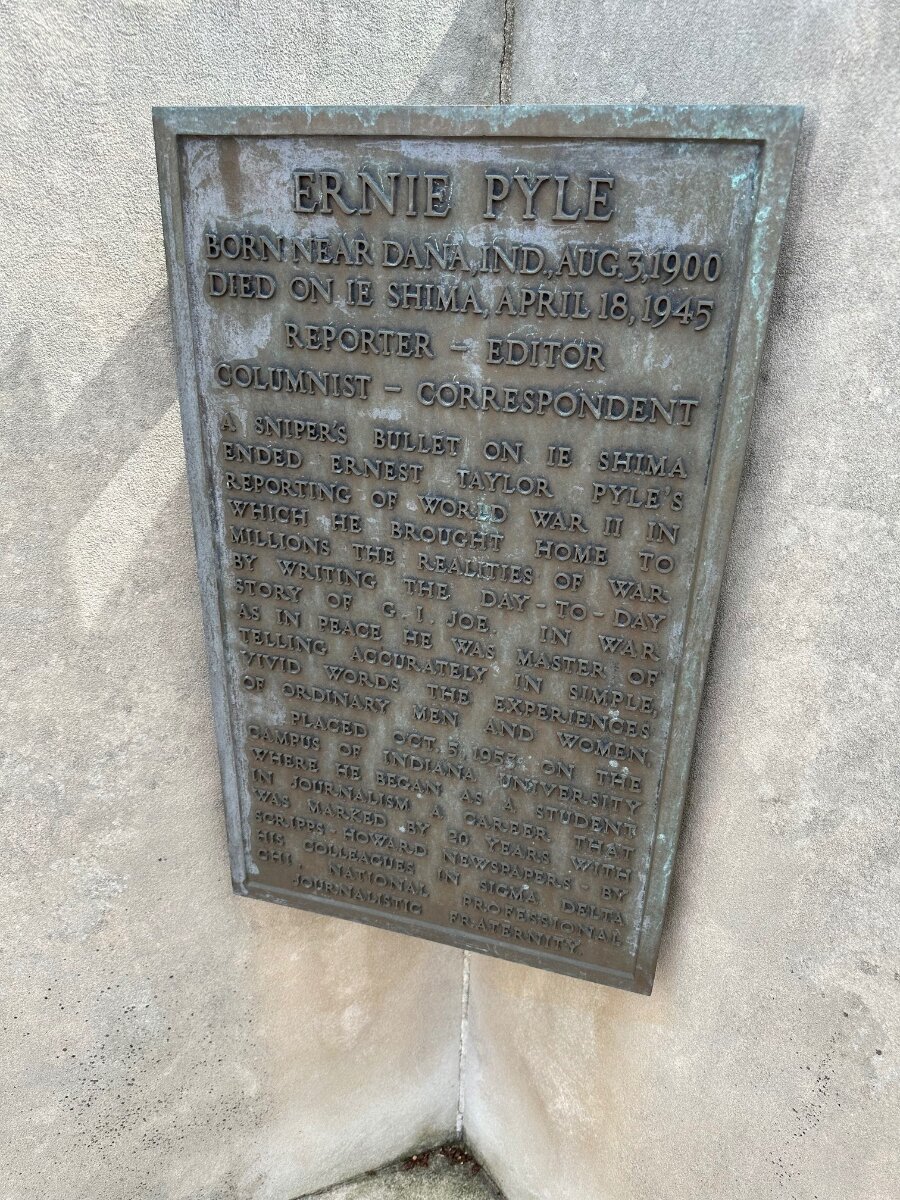 ERNIE PYLE
BORN NEAR DANA, IND., AUG. 3, 1900
DIED ON IE SHIMA, APRIL 18, 1945
REPORTER - EDITOR
COLUMNIST - CORRESPONDENT
A SNIPER'S BULLET ON IE SHIMA
ENDED ERNEST TAYLOR PYLE'S
REPORTING OF WORLD WAR II IN
WHICH HE BROUGHT HOME TO
MILLIONS THE REALITIES OF WAR
BY WRITING THE DAY-TO-DAY
STORY OF G. I. JOE. IN WAR
AS IN PEACE HE WAS MASTER OF
TELLING ACCURATELY IN SIMPLE,
VIVID WORDS THE EXPERIENCES
OF ORDINARY MEN AND WOMEN.
PLACED OCT. 5, 1953, ON THE
CAMPUS OF INDIANA UNIVERSITY
WHERE HE BEGAN AS A STUDENT
IN JOURNALISM A CAREER THAT
WAS MARKED BY 20 YEARS WITH
SCRIPPS-HOWARD NEWSPAPERS - BY
HIS COLLEAGUES IN SIGMA DELTA
CHI, NATIONAL PROFESSIONAL
JOURNALISTIC FRATERNITY.